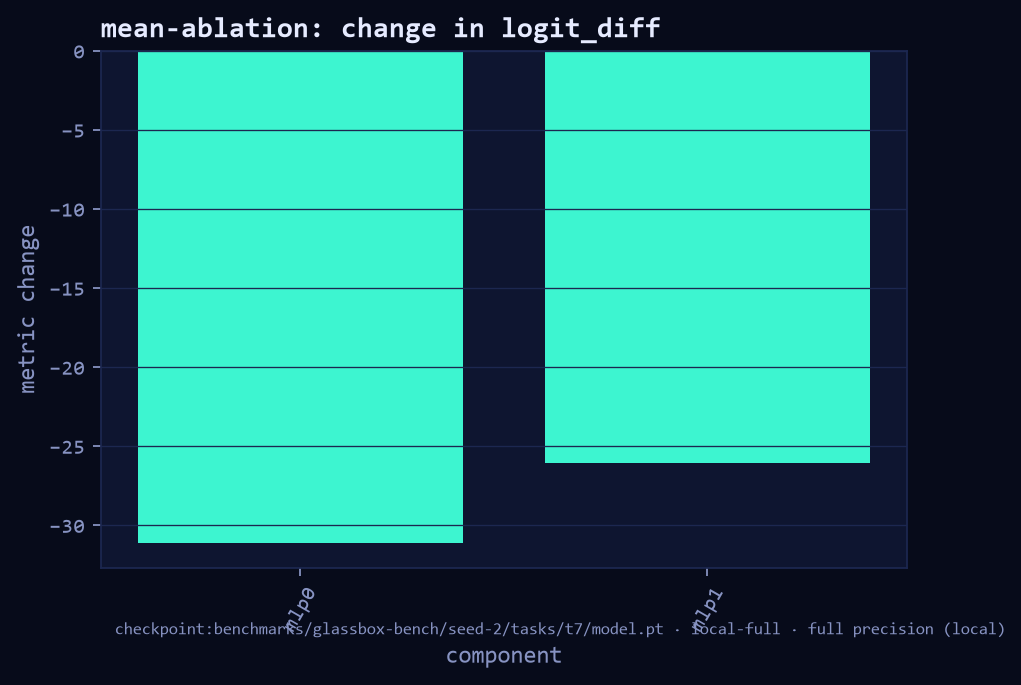 mean-ablation: change in logit_diff
0
−5
−10
−15
−20
−25
−30
metric change
mlp0
mlp1
checkpoint:benchmarks/glassbox-bench/seed-2/tasks/t7/model.pt · local-full · full precision (local)
component